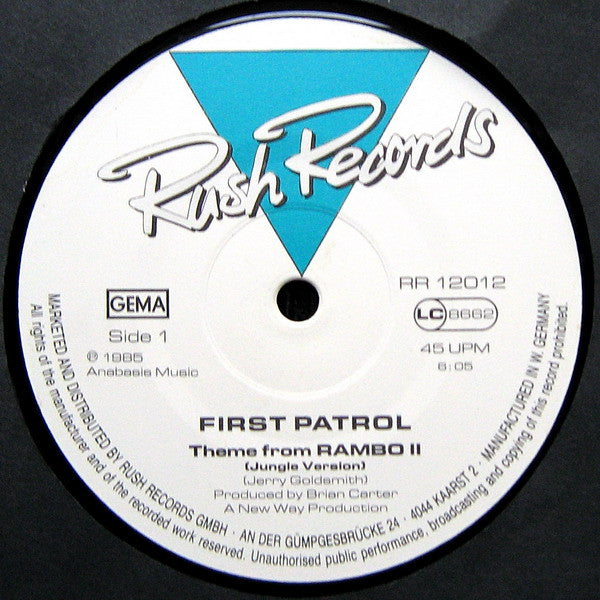 Rush Records
RR 12012
GEMA
LC 8662
Side 1
45 UPM
℗ 1985
6:05
Anabasis Music
FIRST PATROL
Theme from RAMBO II
(Jungle Version)
(Jerry Goldsmith)
Produced by Brian Carter
A New Way Production
MARKETED AND DISTRIBUTED BY RUSH RECORDS GMBH · AN DER GÜMPGESBRÜCKE 24 · 4044 KAARST 2 · MANUFACTURED IN W. GERMANY
All rights of the manufacturer and of the recorded work reserved. Unauthorised public performance, broadcasting and copying of this record prohibited.